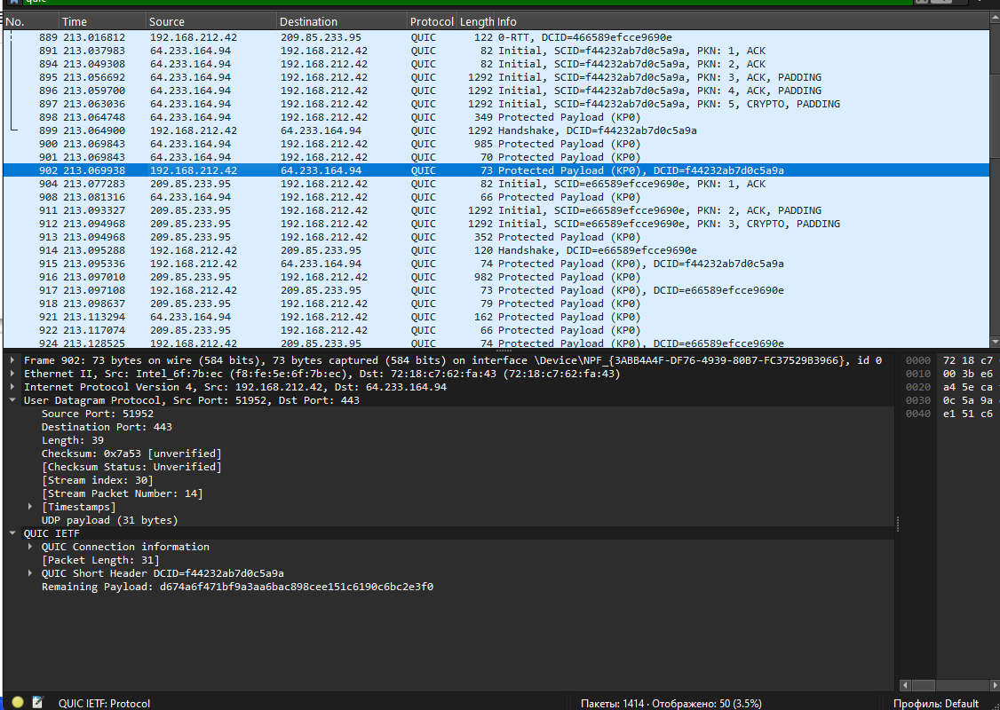 quic
No. Time Source Destination Protocol Length Info
889 213.016812 192.168.212.42 209.85.233.95 QUIC 122 0-RTT, DCID=466589efcce9690e
891 213.037983 64.233.164.94 192.168.212.42 QUIC 82 Initial, SCID=f44232ab7d0c5a9a, PKN: 1, ACK
894 213.049308 64.233.164.94 192.168.212.42 QUIC 82 Initial, SCID=f44232ab7d0c5a9a, PKN: 2, ACK
895 213.056692 64.233.164.94 192.168.212.42 QUIC 1292 Initial, SCID=f44232ab7d0c5a9a, PKN: 3, ACK, PADDING
896 213.059700 64.233.164.94 192.168.212.42 QUIC 1292 Initial, SCID=f44232ab7d0c5a9a, PKN: 4, ACK, PADDING
897 213.063036 64.233.164.94 192.168.212.42 QUIC 1292 Initial, SCID=f44232ab7d0c5a9a, PKN: 5, CRYPTO, PADDING
898 213.064748 64.233.164.94 192.168.212.42 QUIC 349 Protected Payload (KP0)
899 213.064900 192.168.212.42 64.233.164.94 QUIC 1292 Handshake, DCID=f44232ab7d0c5a9a
900 213.069843 64.233.164.94 192.168.212.42 QUIC 985 Protected Payload (KP0)
901 213.069843 64.233.164.94 192.168.212.42 QUIC 70 Protected Payload (KP0)
902 213.069938 192.168.212.42 64.233.164.94 QUIC 73 Protected Payload (KP0), DCID=f44232ab7d0c5a9a
904 213.077283 209.85.233.95 192.168.212.42 QUIC 82 Initial, SCID=e66589efcce9690e, PKN: 1, ACK
908 213.081316 64.233.164.94 192.168.212.42 QUIC 66 Protected Payload (KP0)
911 213.093327 209.85.233.95 192.168.212.42 QUIC 1292 Initial, SCID=e66589efcce9690e, PKN: 2, ACK, PADDING
912 213.094968 209.85.233.95 192.168.212.42 QUIC 1292 Initial, SCID=e66589efcce9690e, PKN: 3, CRYPTO, PADDING
913 213.094968 209.85.233.95 192.168.212.42 QUIC 352 Protected Payload (KP0)
914 213.095288 192.168.212.42 209.85.233.95 QUIC 120 Handshake, DCID=e66589efcce9690e
915 213.095336 192.168.212.42 64.233.164.94 QUIC 74 Protected Payload (KP0), DCID=f44232ab7d0c5a9a
916 213.097010 209.85.233.95 192.168.212.42 QUIC 982 Protected Payload (KP0)
917 213.097108 192.168.212.42 209.85.233.95 QUIC 73 Protected Payload (KP0), DCID=e66589efcce9690e
918 213.098637 209.85.233.95 192.168.212.42 QUIC 79 Protected Payload (KP0)
921 213.113294 64.233.164.94 192.168.212.42 QUIC 162 Protected Payload (KP0)
922 213.117074 209.85.233.95 192.168.212.42 QUIC 66 Protected Payload (KP0)
924 213.128525 192.168.212.42 209.85.233.95 QUIC 74 Protected Payload (KP0), DCID=e66589efcce9690e
Frame 902: 73 bytes on wire (584 bits), 73 bytes captured (584 bits) on interface \Device\NPF_{3ABB4A4F-DF76-4939-80B7-FC37529B3966}, id 0
Ethernet II, Src: Intel_6f:7b:ec (f8:fe:5e:6f:7b:ec), Dst: 72:18:c7:62:fa:43 (72:18:c7:62:fa:43)
Internet Protocol Version 4, Src: 192.168.212.42, Dst: 64.233.164.94
User Datagram Protocol, Src Port: 51952, Dst Port: 443
Source Port: 51952
Destination Port: 443
Length: 39
Checksum: 0x7a53 [unverified]
[Checksum Status: Unverified]
[Stream index: 30]
[Stream Packet Number: 14]
[Timestamps]
UDP payload (31 bytes)
QUIC IETF
QUIC Connection information
[Packet Length: 31]
QUIC Short Header DCID=f44232ab7d0c5a9a
Remaining Payload: d674a6f471bf9a3aa6bac898cee151c6190c6bc2e3f0
0000 72 18 c7
0010 00 3b e6
0020 a4 5e ca
0030 0c 5a 9a
0040 e1 51 c6
QUIC IETF: Protocol
Пакеты: 1414 · Отображено: 50 (3.5%)
Профиль: Default